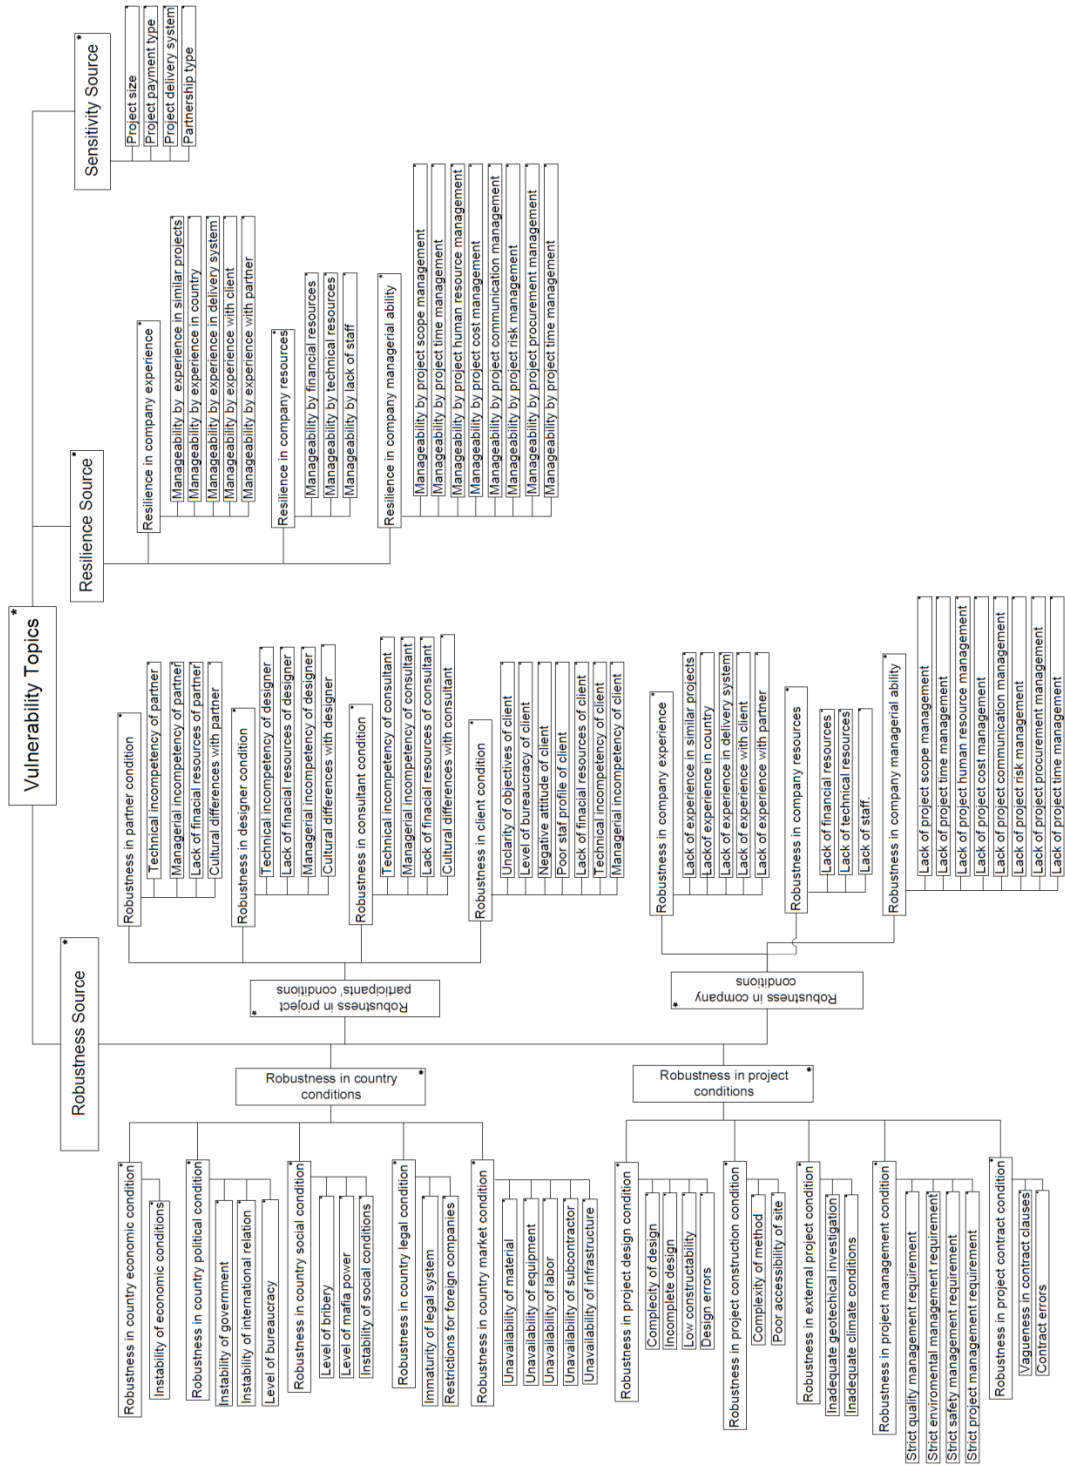 Vulnerability Topics
Robustness Source
Robustness in country
conditions
Robustness in country economic condition
Instability of economic conditions
Robustness in country political condition
Instability of government
Instability of international relation
Level of bureaucracy
Robustness in country social condition
Level of bribery
Level of mafia power
Instability of social conditions
Robustness in country legal condition
Immaturity of legal system
Restrictions for foreign companies
Robustness in country market condition
Unavailability of material
Unavailability of equipment
Unavailability of labor
Unavailability of subcontractor
Unavailability of infrastructure
Robustness in project
conditions
Robustness in project design condition
Complecity of design
Incomplete design
Low constructability
Design errors
Robustness in project construction condition
Complexity of method
Poor accessibility of site
Robustness in external project condition
Inadequate geotechical investigation
Inadequate climate conditions
Robustness in project management condition
Strict quality management requirement
Strict enviromental management requirement
Strict safety management requirement
Strict project management requirement
Robustness in project contract condition
Vagueness in contract clauses
Contract errors
Robustness in project
participants' conditions
Robustness in partner condition
Technical incompetency of partner
Managerial incompetency of partner
Lack of finacial resources of partner
Cultural differences with partner
Robustness in designer condition
Technical incompetency of designer
Lack of finacial resources of designer
Managerial incompetency of designer
Cultural differences with designer
Robustness in consultant condition
Technical incompetency of consultant
Managerial incompetency of consultant
Lack of finacial resources of consultant
Cultural differences with consultant
Robustness in client condition
Unclarity of objectives of client
Level of bureaucracy of client
Negative attitude of client
Poor staf profile of client
Lack of financial resources of client
Technical incompetency of client
Managerial incompetency of client
Robustness in company
conditions
Robustness in company experience
Lack of experience in similar projects
Lackof experience in country
Lack of experience in delivery system
Lack of experience with client
Lack of experience with partner
Robustness in company resources
Lack of financial resources
Lack of technical resources
Lack of staff.
Robustness in company managerial ability
Lack of project scope management
Lack of project time management
Lack of project human resource management
Lack of project cost management
Lack of project communication management
Lack of project risk management
Lack of project procurement management
Lack of project time management
Resilience Source
Resilience in company experience
Manageability by experience in similar projects
Manageability by experience in country
Manageability by experience in delivery system
Manageability by experience with client
Manageability by experience with partner
Resilience in company resources
Manageability by financial resources
Manageability by technical resources
Manageability by lack of staff
Resilience in company managerial ability
Manageability by project scope management
Manageability by project time management
Manageability by project human resource management
Manageability by project cost management
Manageability by project communication management
Manageability by project risk management
Manageability by project procurement management
Manageability by project time management
Sensitivity Source
Project size
Project payment type
Project delivery system
Partnership type